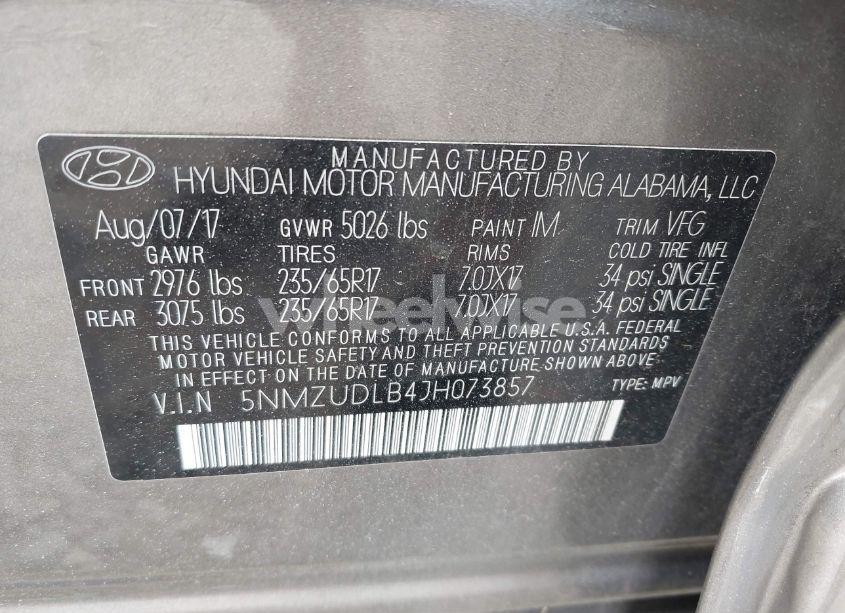 MANUFACTURED BY
HYUNDAI MOTOR MANUFACTURING ALABAMA, LLC
Aug/07/17 GVWR 5026 lbs PAINT IM TRIM VFG
GAWR TIRES RIMS COLD TIRE INFL
FRONT 2976 lbs 235/65R17 7.0JX17 34 psi SINGLE
REAR 3075 lbs 235/65R17 7.0JX17 34 psi SINGLE
wheelwise
THIS VEHICLE CONFORMS TO ALL APPLICABLE U.S.A. FEDERAL
MOTOR VEHICLE SAFETY AND THEFT PREVENTION STANDARDS
IN EFFECT ON THE DATE OF MANUFACTURE SHOWN ABOVE.
V.I.N 5NMZUDLB4JH073857 TYPE: MPV